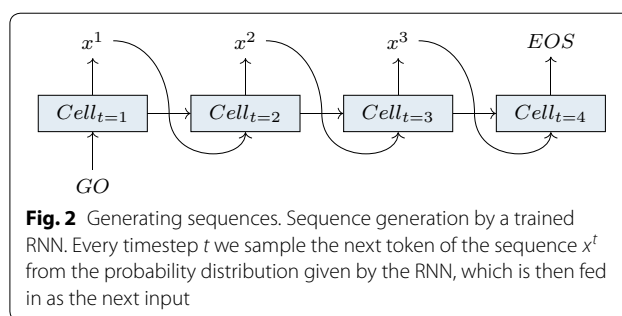 x^1 x^2 x^3 EOS
Cell_{t=1} Cell_{t=2} Cell_{t=3} Cell_{t=4}
GO
Fig. 2 Generating sequences. Sequence generation by a trained
RNN. Every timestep t we sample the next token of the sequence x^t
from the probability distribution given by the RNN, which is then fed
in as the next input